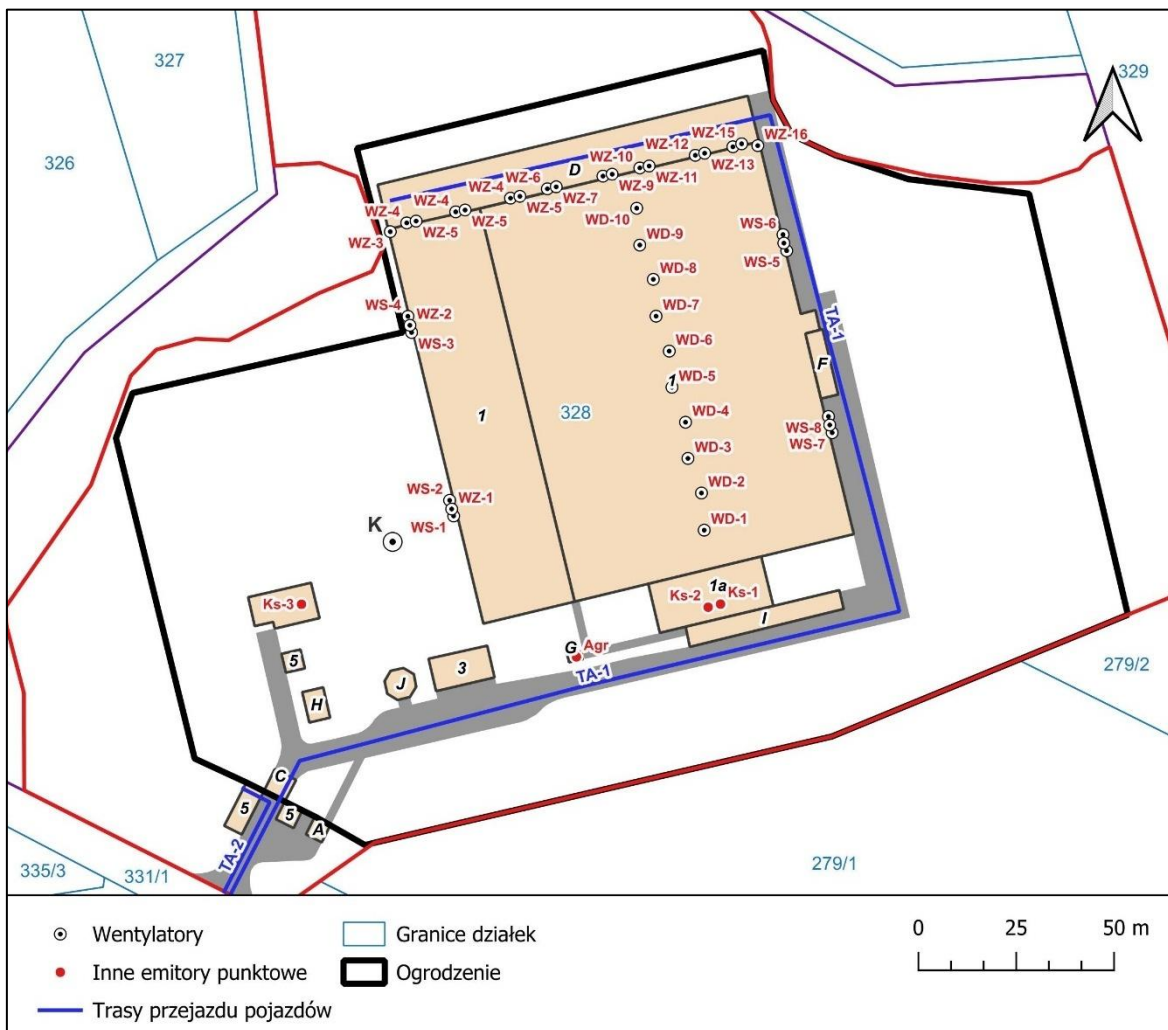 327
329
326
WZ-15
WZ-16
WZ-12
WZ-13
WZ-10
WZ-11
D
WZ-6
WZ-9
WZ-4
WZ-7
WZ-4
WZ-5
WZ-4
WZ-5
WZ-3
WZ-5
WD-10
WS-6
WD-9
WS-5
WD-8
WS-4
WZ-2
WD-7
TA-1
WS-3
WD-6
F
1
WD-5
1
328
WD-4
WS-8
WD-3
WS-7
WS-2
WZ-1
WD-2
WS-1
WD-1
K
1a
Ks-3
Ks-2
Ks-1
I
G
Agr
5
3
TA-1
279/2
J
H
C
5
5
A
TA-2
335/3
331/1
279/1
Wentylatory
Granice działek
0 25 50 m
Inne emitory punktowe
Ogrodzenie
Trasy przejazdu pojazdów